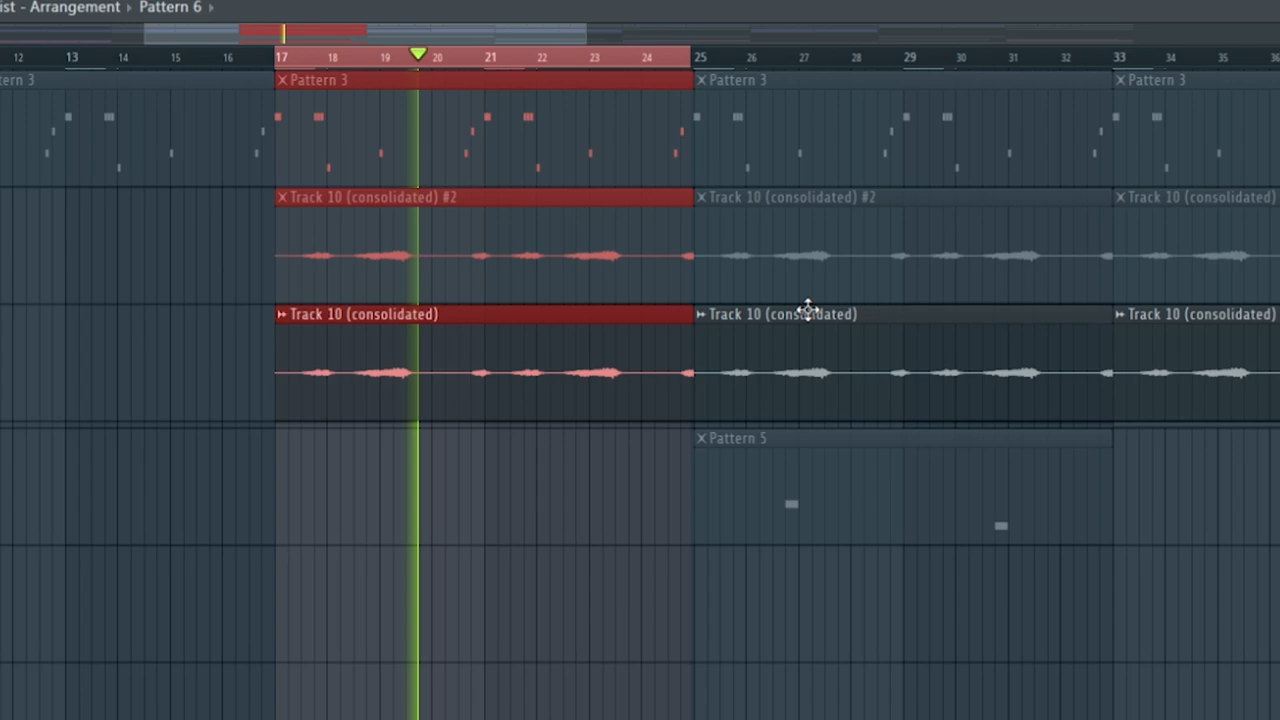 ist - Arrangement Pattern 6
12 13 14 15 16 17 18 19 20 21 22 23 24 25 26 27 28 29 30 31 32 33 34 35 36
tern 3 Pattern 3 Pattern 3 Pattern 3
Track 10 (consolidated) #2 Track 10 (consolidated) #2 Track 10 (consolidated)
Track 10 (consolidated) Track 10 (consolidated) Track 10 (consolidated)
Pattern 5